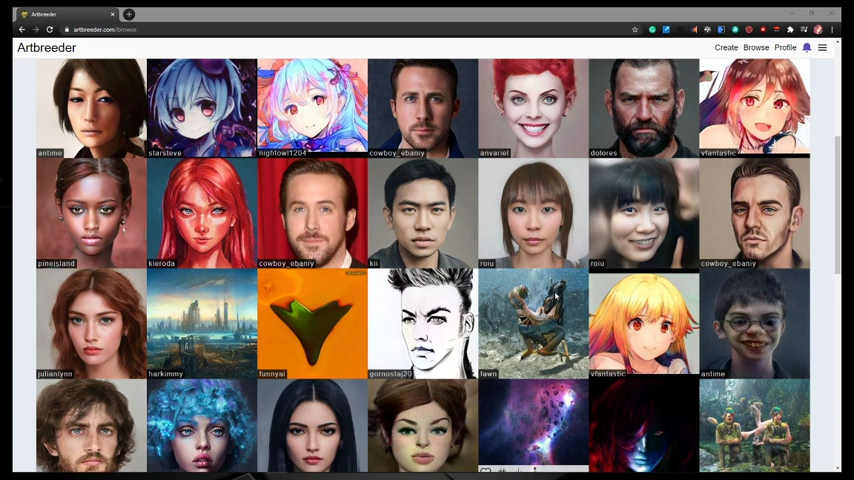 Artbreeder
artbreeder.com/browse
Artbreeder
Create Browse Profile
antime
starsteve
nightowl1204
cowboy_ebaniy
anvariel
dolores
vfantastic
pineisland
kieroda
cowboy_ebaniy
kii
roiu
roiu
cowboy_ebaniy
julianlynn
harkimmy
funnyai
gornoslaj20
fawn
vfantastic
antime